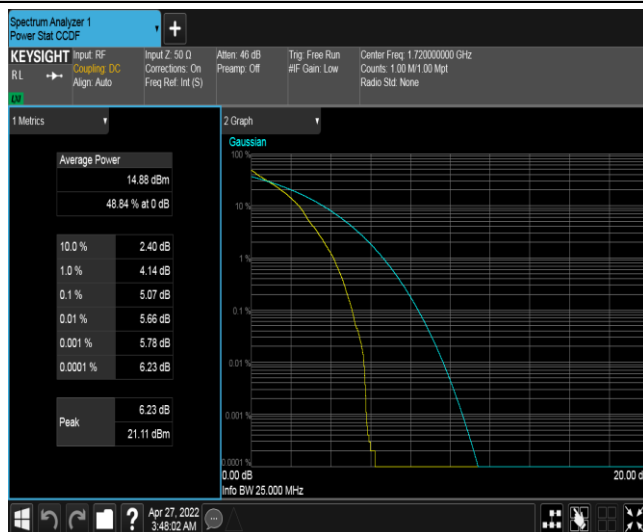 Spectrum Analyzer 1
Power Stat CCDF
KEYSIGHT
RL
Input: RF
Coupling: DC
Align: Auto
Input Z: 50 Ω
Corrections: On
Freq Ref: Int (S)
Atten: 46 dB
Preamp: Off
Trig: Free Run
#IF Gain: Low
Center Freq: 1.720000000 GHz
Counts: 1.00 M/1.00 Mpt
Radio Std: None
1 Metrics
Average Power
14.88 dBm
48.84 % at 0 dB
10.0 % 2.40 dB
1.0 % 4.14 dB
0.1 % 5.07 dB
0.01 % 5.66 dB
0.001 % 5.78 dB
0.0001 % 6.23 dB
Peak
6.23 dB
21.11 dBm
2 Graph
Gaussian
100 %
10 %
1 %
0.1 %
0.01 %
0.001 %
0.0001 %
0.00 dB
20.00 d
Info BW 25.000 MHz
Apr 27, 2022
3:48:02 AM